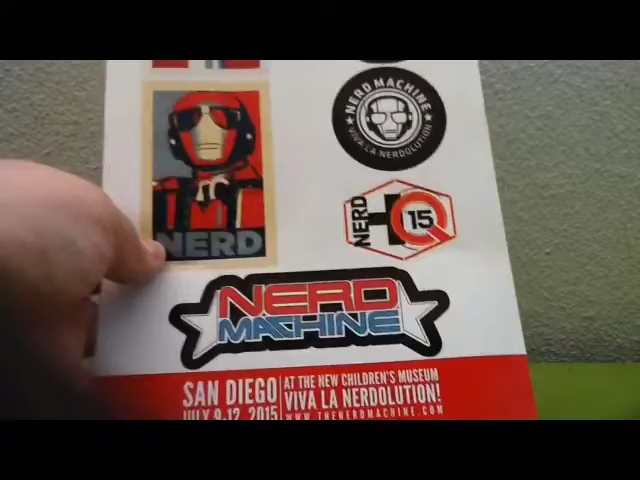 NERD MACHINE
VIVA LA NERDOLUTION
NERD
NERD
HQ
15
NERD
MACHINE
SAN DIEGO
JULY 9-12, 2015
AT THE NEW CHILDREN'S MUSEUM
VIVA LA NERDOLUTION!
WWW.THENERDMACHINE.COM